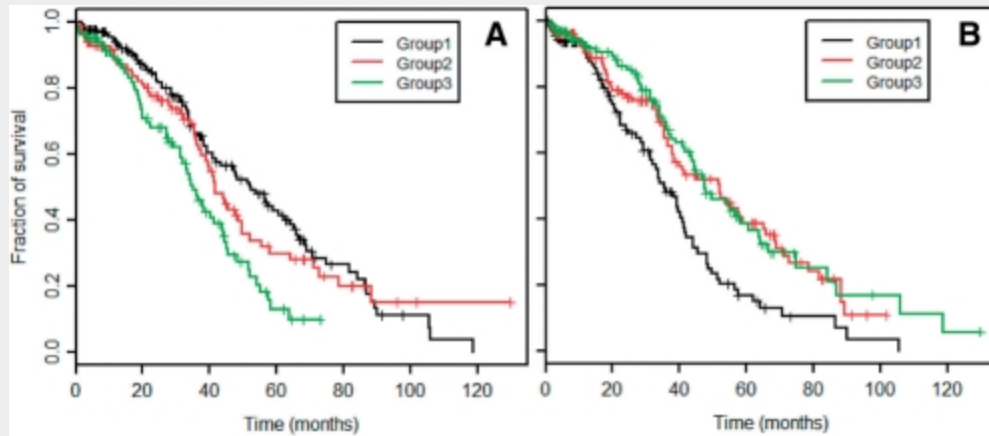 Fraction of survival
1.0
0.8
0.6
0.4
0.2
0.0
A
Group1
Group2
Group3
0 20 40 60 80 100 120
Time (months)
B
Group1
Group2
Group3
0 20 40 60 80 100 120
Time (months)